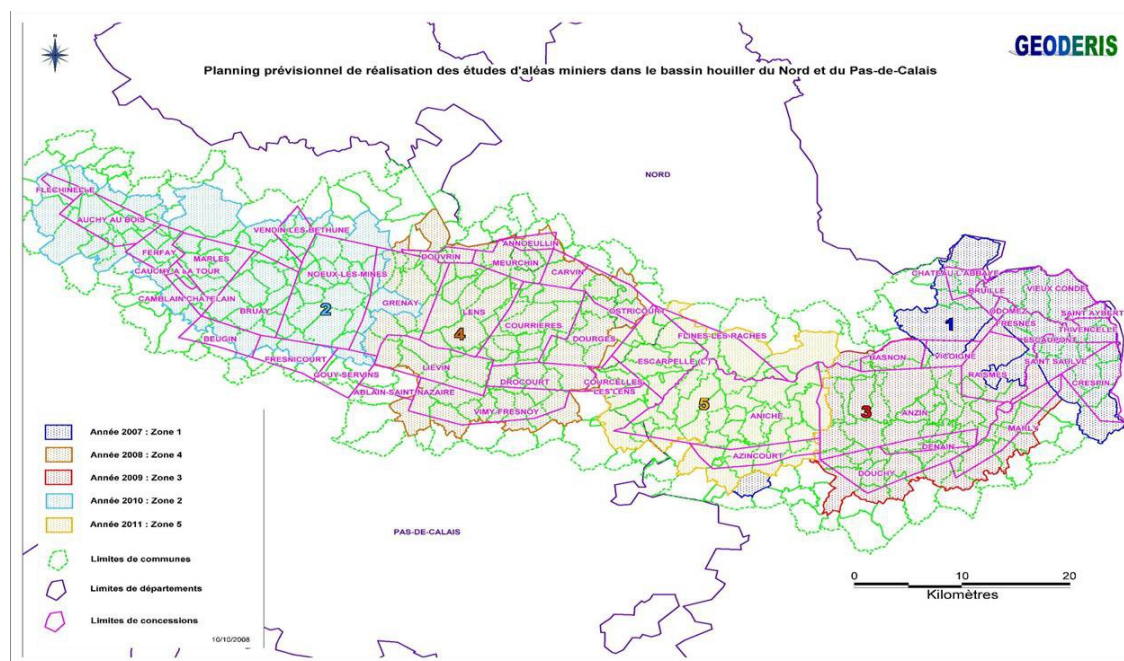 GEODERIS
Planning prévisionnel de réalisation des études d'aléas miniers dans le bassin houiller du Nord et du Pas-de-Calais
NORD
FLECHINELLE
AUCHY AU BOIS
VENDIN-LES-BETHUNE
ANNOEULLIN
FERFAY
MARLES
DOUVRIN
MEURCHIN
CARVIN
CAUCHY A LA TOUR
NOEUX-LES-MINES
CHATEAU-L'ABBAYE
BRUILLE
VIEUX CONDE
CAMBLAIN CHATELAIN
BRUAY
2
GRENAY
LENS
OSTRICOURT
ODOMEZ
SAINT AYBERT
FRESNES
1
THIVENCELLE
4
COURRIERES
DOURGES
FLINES-LES-RACHES
BEUGIN
FRESNICOURT
ESCARPELLE (L')
HASNON
VICOIGNE
SAINT SAULVE
GOUY-SERVINS
LIEVIN
DROCOURT
COURCELLES
LES LENS
RAISMES
CRESPIN
ABLAIN-SAINT-NAZAIRE
VIMY-FRESNOY
5
ANICHE
3
ANZIN
MARLY
AZINCOURT
DENAIN
DOUCHY
Année 2007 : Zone 1
Année 2008 : Zone 4
Année 2009 : Zone 3
Année 2010 : Zone 2
Année 2011 : Zone 5
Limites de communes
Limites de départements
Limites de concessions
10/10/2008
PAS-DE-CALAIS
0 10 20
Kilomètres